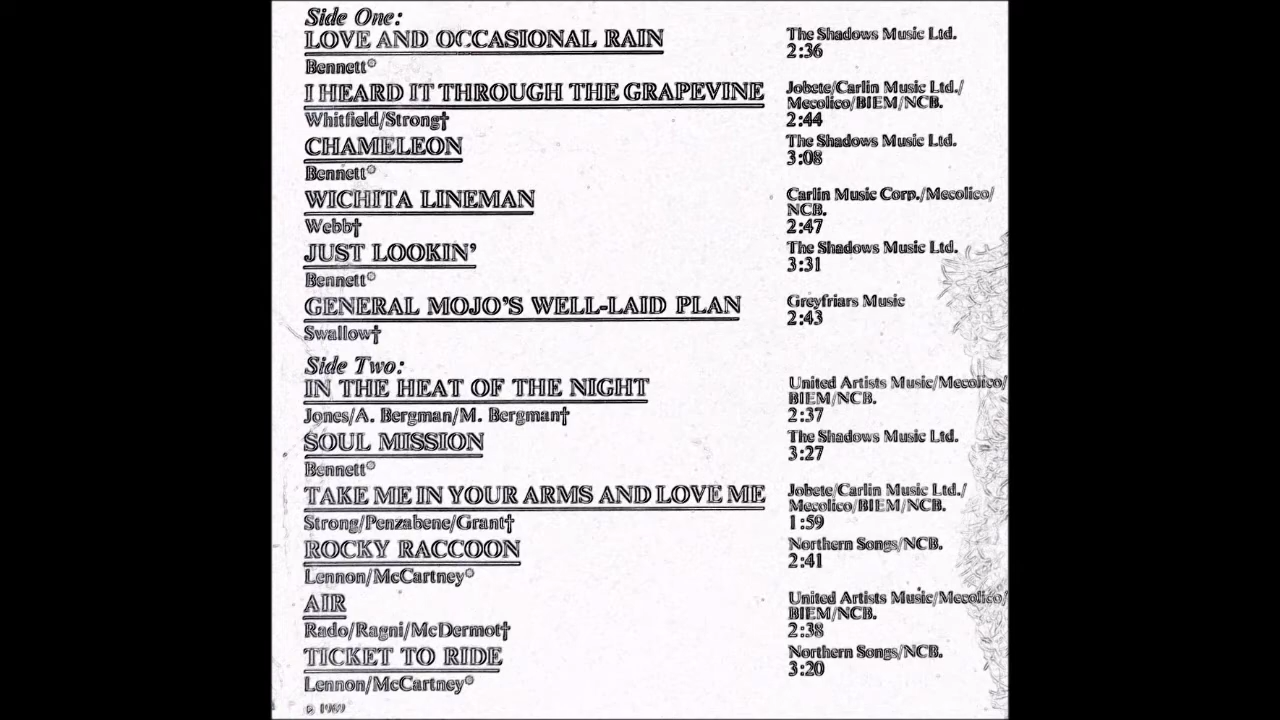 Side One:
LOVE AND OCCASIONAL RAIN
Bennett*
The Shadows Music Ltd.
2:36
I HEARD IT THROUGH THE GRAPEVINE
Whitfield/Strong†
Jobete/Carlin Music Ltd./
Mecolico/BIEM/NCB.
2:44
CHAMELEON
Bennett*
The Shadows Music Ltd.
3:08
WICHITA LINEMAN
Webb†
Carlin Music Corp./Mecolico/
NCB.
2:47
JUST LOOKIN'
Bennett*
The Shadows Music Ltd.
3:31
GENERAL MOJO'S WELL-LAID PLAN
Swallow†
Greyfriars Music
2:43
Side Two:
IN THE HEAT OF THE NIGHT
Jones/A. Bergman/M. Bergman†
United Artists Music/Mecolico/
BIEM/NCB.
2:37
SOUL MISSION
Bennett*
The Shadows Music Ltd.
3:27
TAKE ME IN YOUR ARMS AND LOVE ME
Strong/Penzabene/Grant†
Jobete/Carlin Music Ltd./
Mecolico/BIEM/NCB.
1:59
ROCKY RACCOON
Lennon/McCartney*
Northern Songs/NCB.
2:41
AIR
Rado/Ragni/McDermot†
United Artists Music/Mecolico/
BIEM/NCB.
2:38
TICKET TO RIDE
Lennon/McCartney*
Northern Songs/NCB.
3:20
℗ 1969